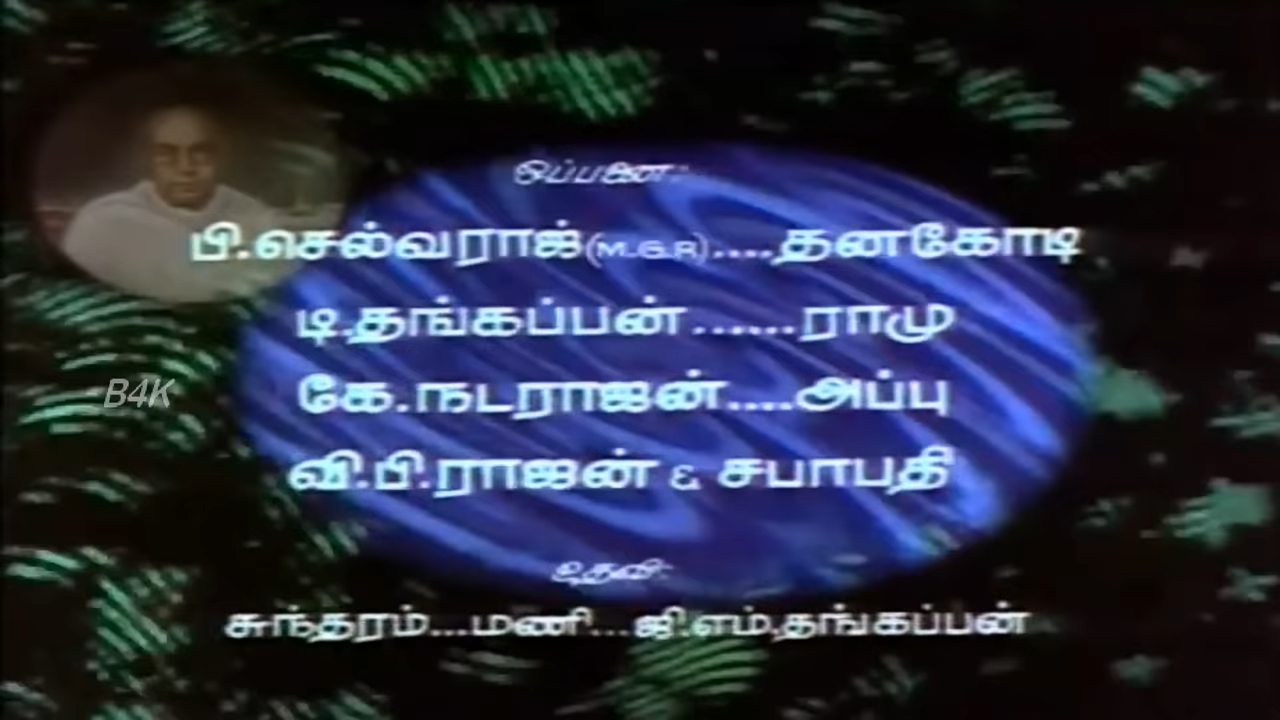 ஒப்பனை:
பி.செல்வராஜ்(M.G.R)....தனகோடி
டி.தங்கப்பன்......ராமு
கே.நடராஜன்....அப்பு
B4K
வி.பி.ராஜன் & சபாபதி
உதவி:
சுந்தரம்...மணி...ஜி.எம்.தங்கப்பன்